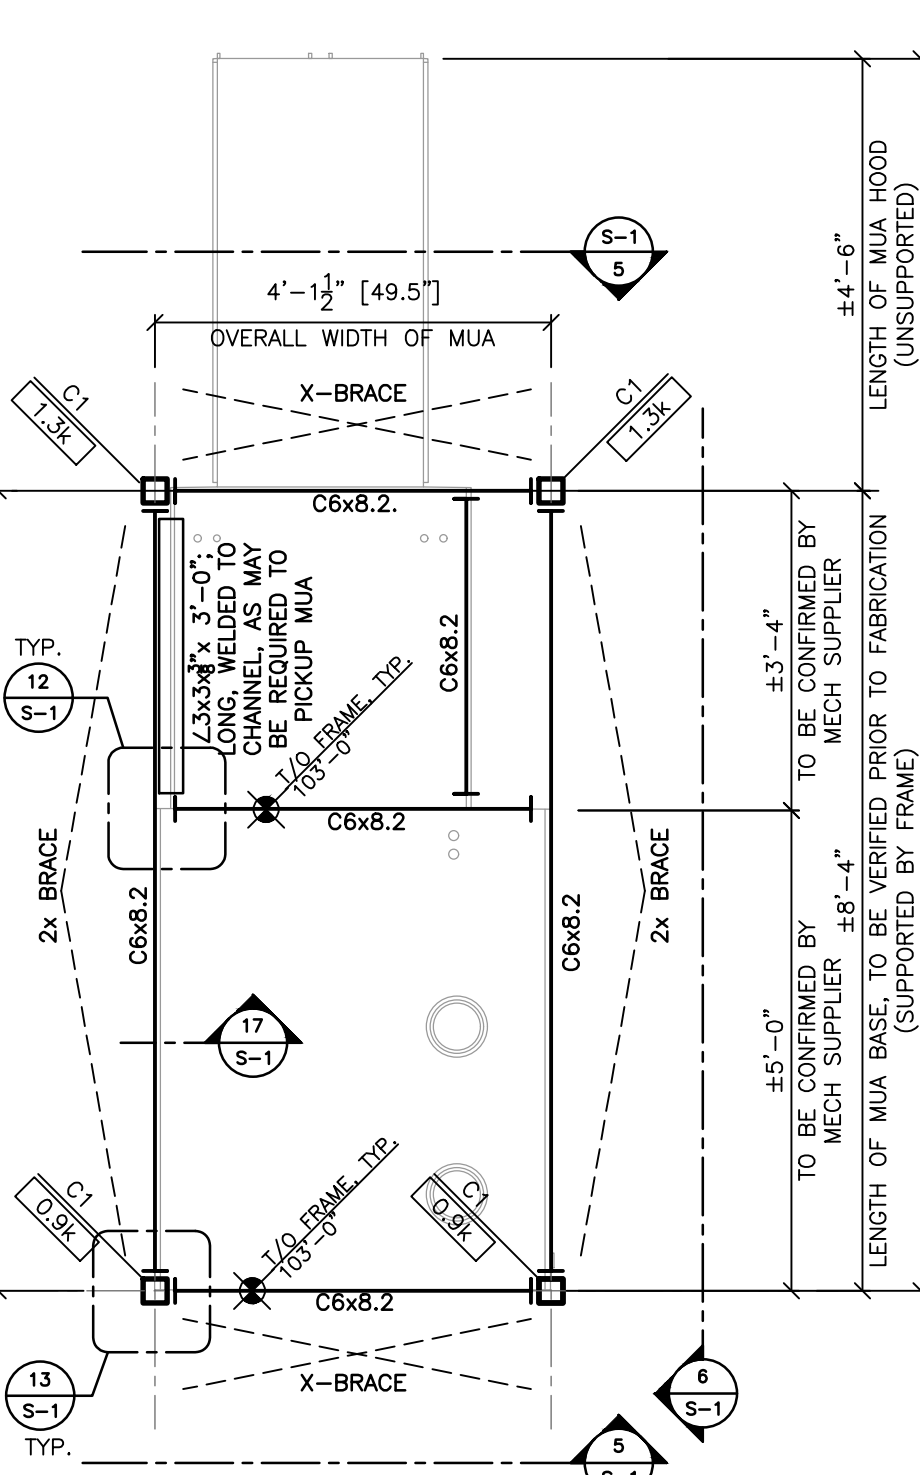 S-1
5
4'-1½" [49.5"]
OVERALL WIDTH OF MUA
X-BRACE
C1
1.3k
C1
1.3k
±4'-6"
LENGTH OF MUA HOOD
(UNSUPPORTED)
C6x8.2.
∠3x3x⅜" x 3'-0";
LONG, WELDED TO
CHANNEL, AS MAY
BE REQUIRED TO
PICKUP MUA
C6x8.2
T/O FRAME, TYP.
103'-0"
C6x8.2
TYP.
12
S-1
2x BRACE
C6x8.2
C6x8.2
2x BRACE
±3'-4"
TO BE CONFIRMED BY
MECH SUPPLIER
±8'-4"
LENGTH OF MUA BASE, TO BE VERIFIED PRIOR TO FABRICATION
(SUPPORTED BY FRAME)
±5'-0"
TO BE CONFIRMED BY
MECH SUPPLIER
17
S-1
C1
0.9k
T/O FRAME, TYP.
103'-0"
C1
0.9k
C6x8.2
X-BRACE
13
S-1
TYP.
6
S-1
5
S-1